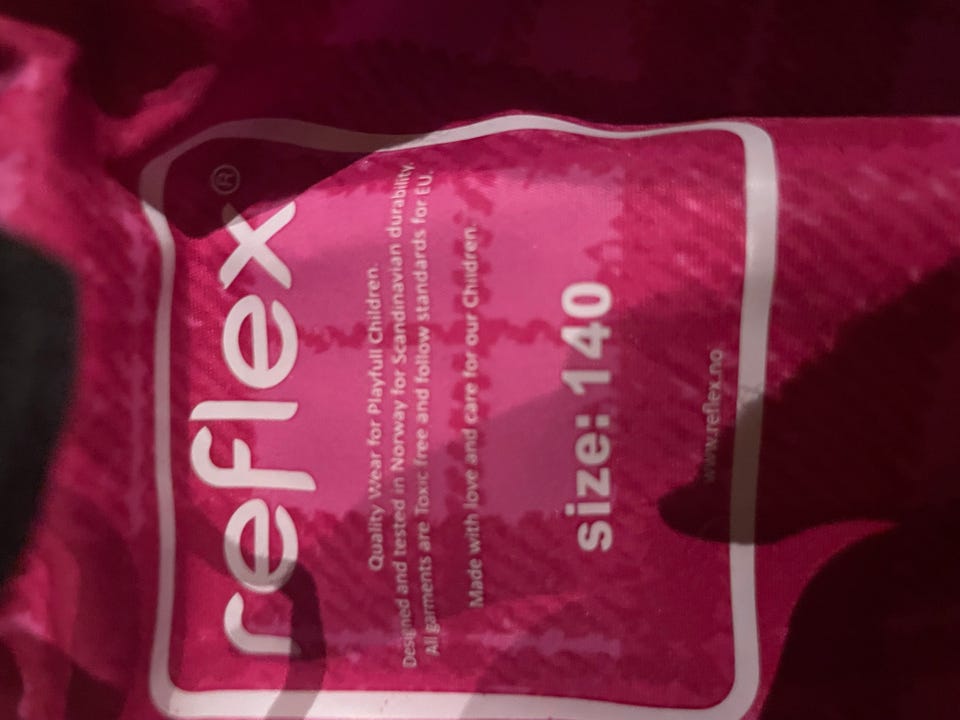 reflex®
Quality Wear for Playfull Children.
Designed and tested in Norway for Scandinavian durability.
All garments are Toxic free and follow standards for EU.
Made with love and care for our Children.
size: 140
www.reflex.no